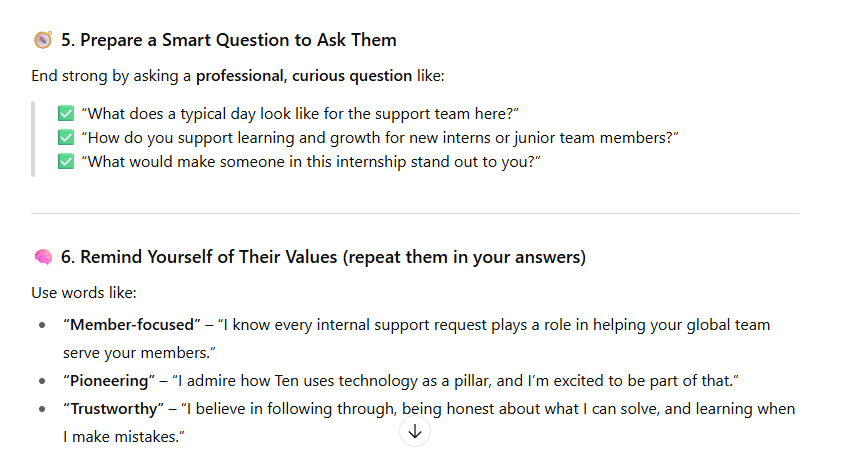 🧭 5. Prepare a Smart Question to Ask Them
End strong by asking a professional, curious question like:
✅ “What does a typical day look like for the support team here?”
✅ “How do you support learning and growth for new interns or junior team members?”
✅ “What would make someone in this internship stand out to you?”
🧠 6. Remind Yourself of Their Values (repeat them in your answers)
Use words like:
• “Member-focused” – “I know every internal support request plays a role in helping your global team
serve your members.”
• “Pioneering” – “I admire how Ten uses technology as a pillar, and I’m excited to be part of that.”
• “Trustworthy” – “I believe in following through, being honest about what I can solve, and learning when
I make mistakes.”